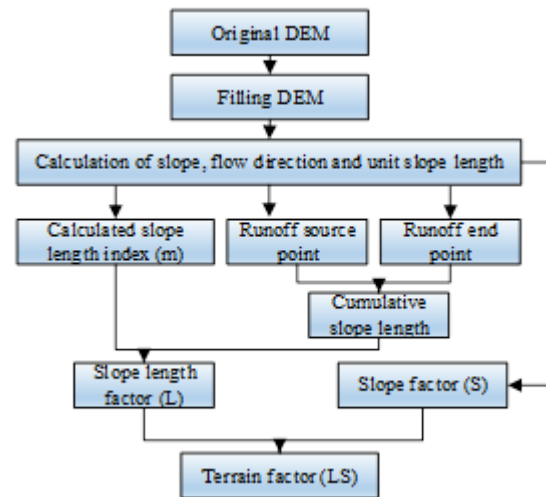 Original DEM
Filling DEM
Calculation of slope, flow direction and unit slope length
Calculated slope
length index (m)
Runoff source
point
Runoff end
point
Cumulative
slope length
Slope length
factor (L)
Slope factor (S)
Terrain factor (LS)